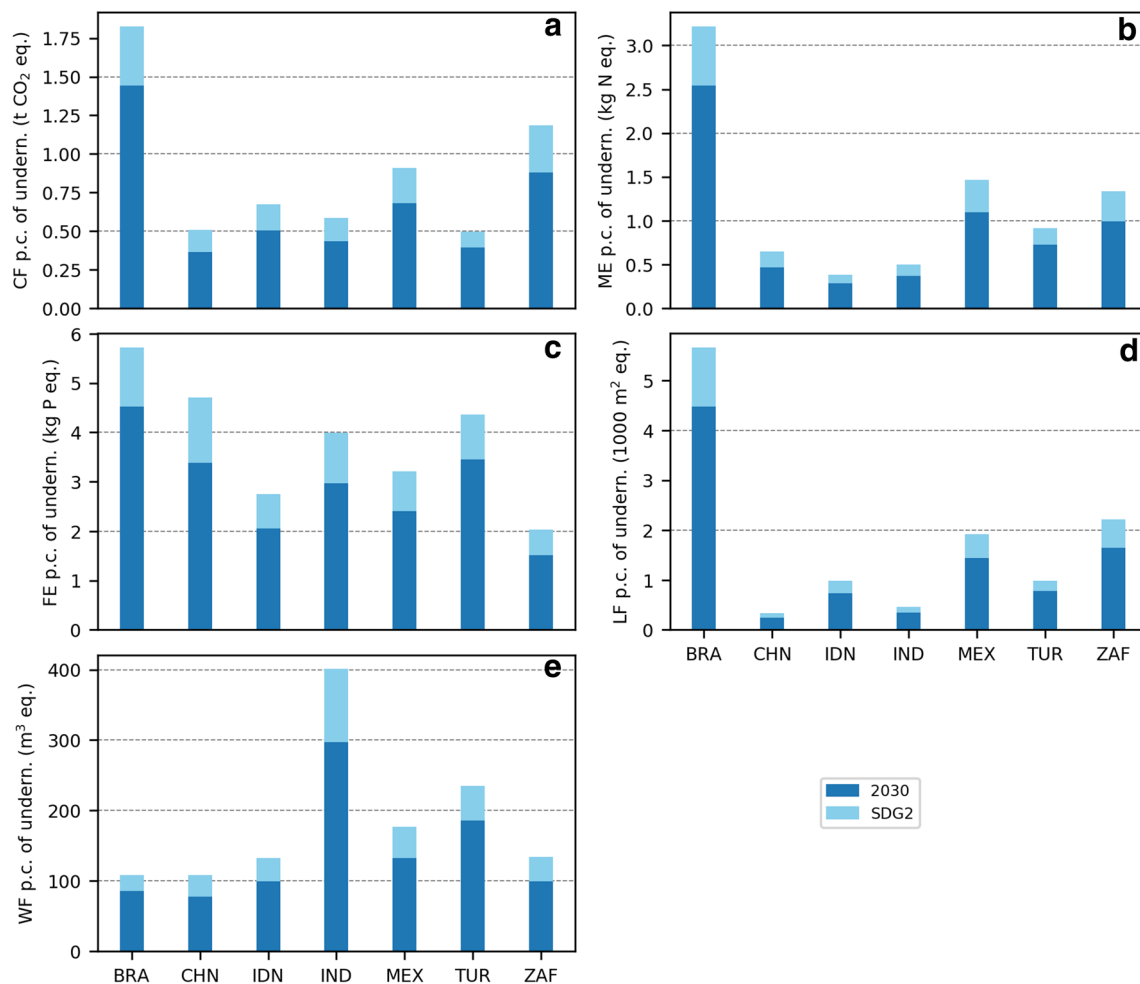 a
CF p.c. of undern. (t CO₂ eq.)
1.75
1.50
1.25
1.00
0.75
0.50
0.25
0.00
b
ME p.c. of undern. (kg N eq.)
3.0
2.5
2.0
1.5
1.0
0.5
0.0
c
FE p.c. of undern. (kg P eq.)
6
5
4
3
2
1
0
d
LF p.c. of undern. (1000 m² eq.)
5
4
3
2
1
0
BRA CHN IDN IND MEX TUR ZAF
e
WF p.c. of undern. (m³ eq.)
400
300
200
100
0
BRA CHN IDN IND MEX TUR ZAF
2030
SDG2